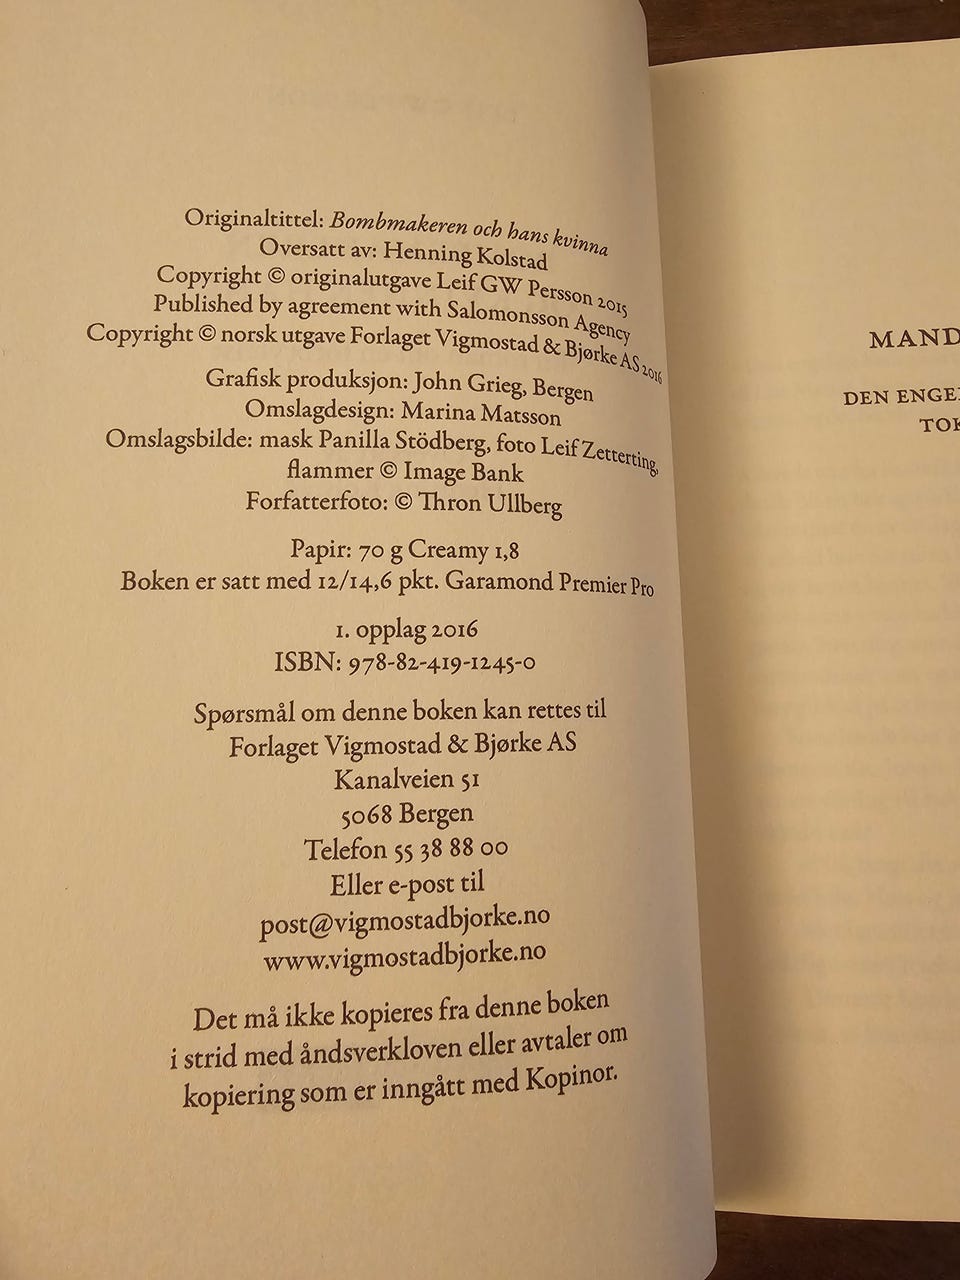 Originaltittel: Bombmakeren och hans kvinna
Oversatt av: Henning Kolstad
Copyright © originalutgave Leif GW Persson 2015
Published by agreement with Salomonsson Agency
Copyright © norsk utgave Forlaget Vigmostad & Bjørke AS 2016
Grafisk produksjon: John Grieg, Bergen
Omslagdesign: Marina Matsson
Omslagsbilde: mask Panilla Stödberg, foto Leif Zetterting,
flammer © Image Bank
Forfatterfoto: © Thron Ullberg
Papir: 70 g Creamy 1,8
Boken er satt med 12/14,6 pkt. Garamond Premier Pro
1. opplag 2016
ISBN: 978-82-419-1245-0
Spørsmål om denne boken kan rettes til
Forlaget Vigmostad & Bjørke AS
Kanalveien 51
5068 Bergen
Telefon 55 38 88 00
Eller e-post til
post@vigmostadbjorke.no
www.vigmostadbjorke.no
Det må ikke kopieres fra denne boken
i strid med åndsverkloven eller avtaler om
kopiering som er inngått med Kopinor.
MAND
DEN ENGE
TOK